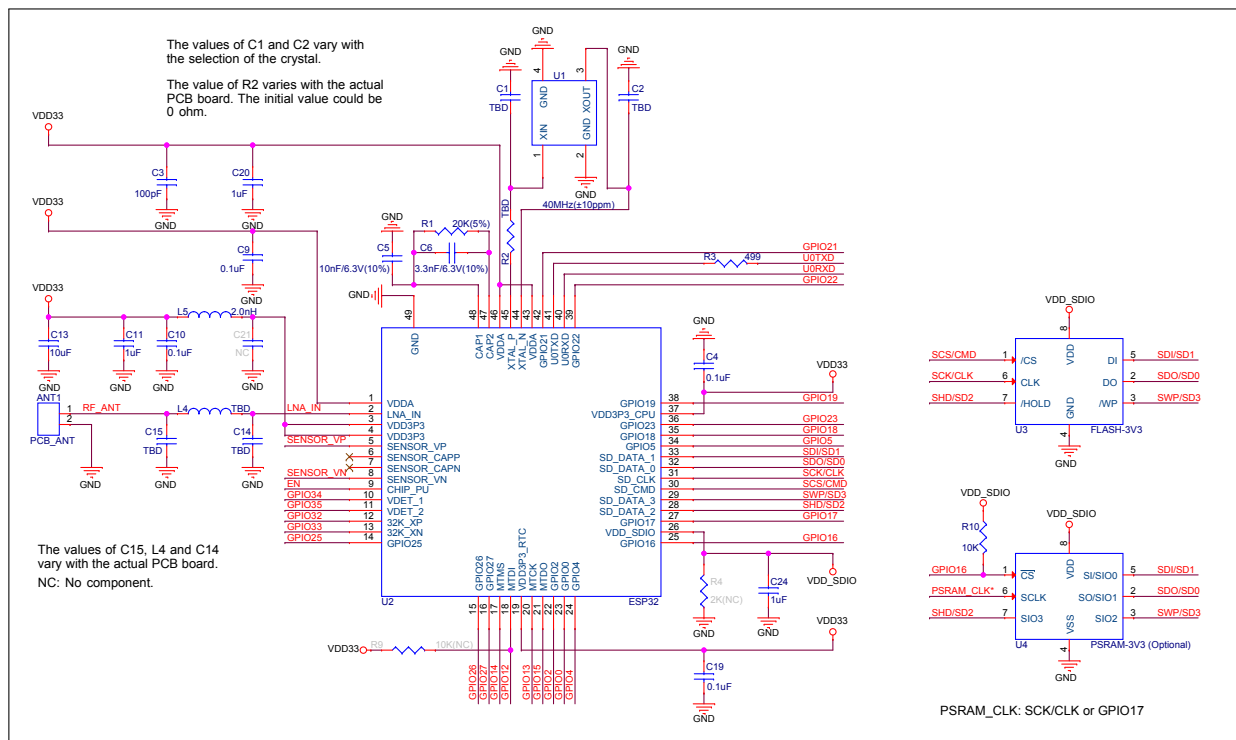 The values of C1 and C2 vary with
the selection of the crystal.
The value of R2 varies with the actual
PCB board. The initial value could be
0 ohm.
VDD33
C3
100pF
GND
C20
1uF
GND
VDD33
C9
0.1uF
GND
GND
C1
TBD
GND
4
GND
XIN
1
U1
3
XOUT
GND
2
GND
GND
C2
TBD
40MHz(±10ppm)
TBD
R2
GND
C5
10nF/6.3V(10%)
R1
20K(5%)
C6
3.3nF/6.3V(10%)
GND
R3
499
GPIO21
U0TXD
U0RXD
GPIO22
VDD33
C13
10uF
GND
C11
1uF
GND
C10
0.1uF
GND
L5
2.0nH
C21
NC
GND
ANT1
1
2
PCB_ANT
RF_ANT
GND
C15
TBD
GND
L4
TBD
C14
TBD
GND
LNA_IN
SENSOR_VP
SENSOR_VN
EN
GPIO34
GPIO35
GPIO32
GPIO33
GPIO25
49
GND
48
CAP1
47
CAP2
46
VDDA
45
XTAL_P
44
XTAL_N
43
VDDA
42
GPIO21
41
U0TXD
40
U0RXD
39
GPIO22
1
VDDA
2
LNA_IN
3
VDD3P3
4
VDD3P3
5
SENSOR_VP
6
SENSOR_CAPP
7
SENSOR_CAPN
8
SENSOR_VN
9
CHIP_PU
10
VDET_1
11
VDET_2
12
32K_XP
13
32K_XN
14
GPIO25
GPIO19
38
GPIO19
VDD3P3_CPU
37
GPIO23
36
GPIO23
GPIO18
35
GPIO18
GPIO5
34
GPIO5
SD_DATA_1
33
SDI/SD1
SD_DATA_0
32
SDO/SD0
SD_CLK
31
SCK/CLK
SD_CMD
30
SCS/CMD
SD_DATA_3
29
SWP/SD3
SD_DATA_2
28
SHD/SD2
GPIO17
27
GPIO17
VDD_SDIO
26
GPIO16
25
GPIO16
GPIO26
GPIO27
MTMS
MTDI
VDD3P3_RTC
MTCK
MTDO
GPIO2
GPIO0
GPIO4
U2
ESP32
15
16
17
18
19
20
21
22
23
24
GPIO26
GPIO27
GPIO14
GPIO12
GPIO13
GPIO15
GPIO2
GPIO0
GPIO4
GND
C4
0.1uF
VDD33
R4
2K(NC)
GND
C24
1uF
GND
VDD_SDIO
VDD33
C19
0.1uF
GND
VDD33
R9
10K(NC)
The values of C15, L4 and C14
vary with the actual PCB board.
NC: No component.
VDD_SDIO
8
VDD
SCS/CMD
1
/CS
DI
5
SDI/SD1
SCK/CLK
6
CLK
DO
2
SDO/SD0
SHD/SD2
7
/HOLD
/WP
3
SWP/SD3
GND
4
U3
FLASH-3V3
GND
VDD_SDIO
R10
10K
VDD_SDIO
8
VDD
GPIO16
1
CS
SI/SIO0
5
SDI/SD1
PSRAM_CLK*
6
SCLK
SO/SIO1
2
SDO/SD0
SHD/SD2
7
SIO3
SIO2
3
SWP/SD3
VSS
4
U4
PSRAM-3V3 (Optional)
GND
PSRAM_CLK: SCK/CLK or GPIO17